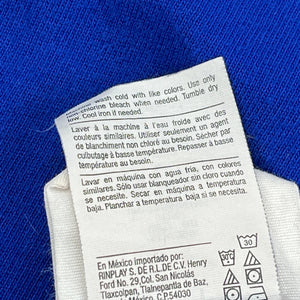 wash cold with like colors. Use only
chlorine bleach when needed. Tumble dry
low. Cool iron if needed.
Laver à la machine à l'eau froide avec des
couleurs similaires. Utiliser seulement un agent
de blanchiment non chloré au besoin. Sécher par
culbutage à basse température. Repasser à basse
température au besoin.
Lavar en máquina con agua fría, con colores
similares. Sólo usar blanqueador sin cloro cuando
se necesite. Secar en máquina a temperatura
baja. Planchar a temperatura baja si se necesita.
En México importado por:
RINPLAY S. DE R.L. DE C.V. Henry
Ford No. 29, Col. San Nicolás
Tlaxcolpan, Tlalnepantla de Baz,
México. CP.54030
30